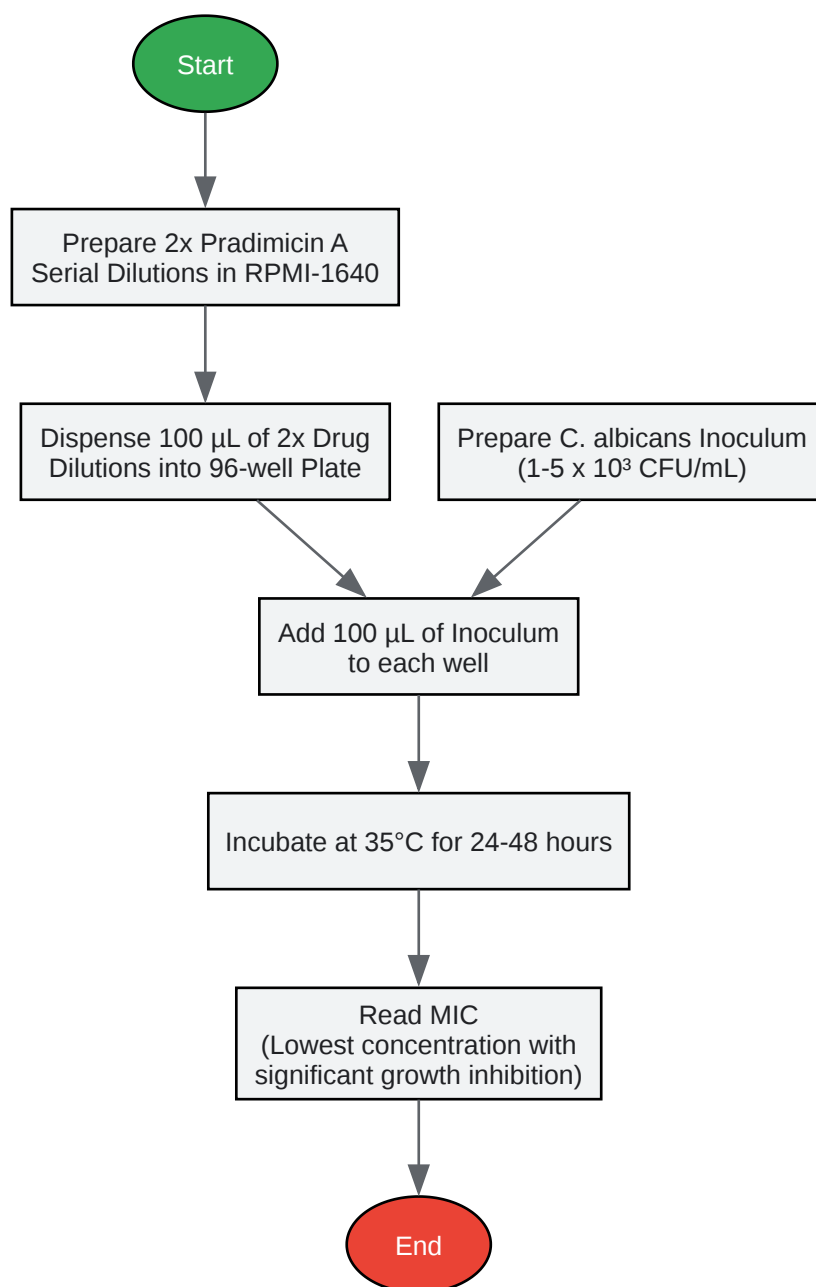 Start
Prepare 2x Pradimicin A
Serial Dilutions in RPMI-1640
Dispense 100 µL of 2x Drug
Dilutions into 96-well Plate
Prepare C. albicans Inoculum
(1-5 x 10³ CFU/mL)
Add 100 µL of Inoculum
to each well
Incubate at 35°C for 24-48 hours
Read MIC
(Lowest concentration with
significant growth inhibition)
End